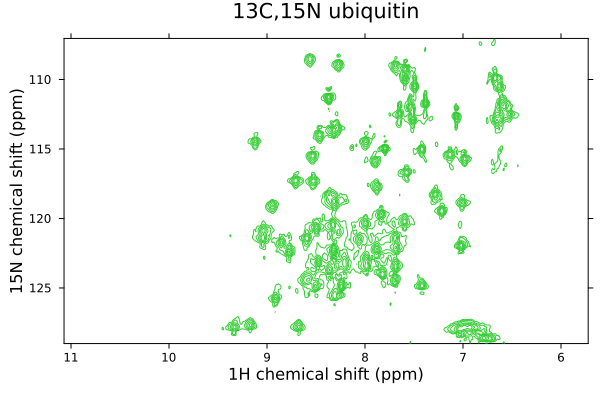 13C,15N ubiquitin
110
115
120
125
15N chemical shift (ppm)
11 10 9 8 7 6
1H chemical shift (ppm)